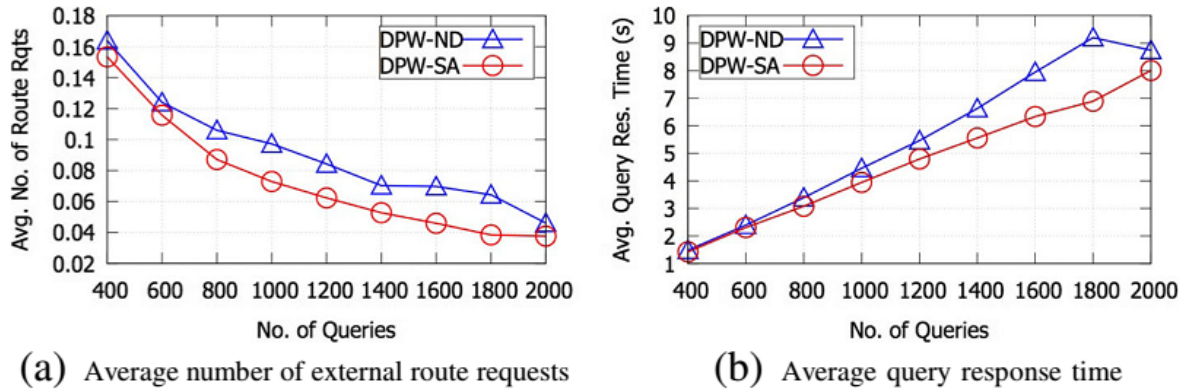 0.18
0.16
0.14
0.12
0.1
0.08
0.06
0.04
0.02
Avg. No. of Route Rqts
DPW-ND
DPW-SA
400 600 800 1000 1200 1400 1600 1800 2000
No. of Queries
(a) Average number of external route requests
10
9
8
7
6
5
4
3
2
1
Avg. Query Res. Time (s)
DPW-ND
DPW-SA
400 600 800 1000 1200 1400 1600 1800 2000
No. of Queries
(b) Average query response time